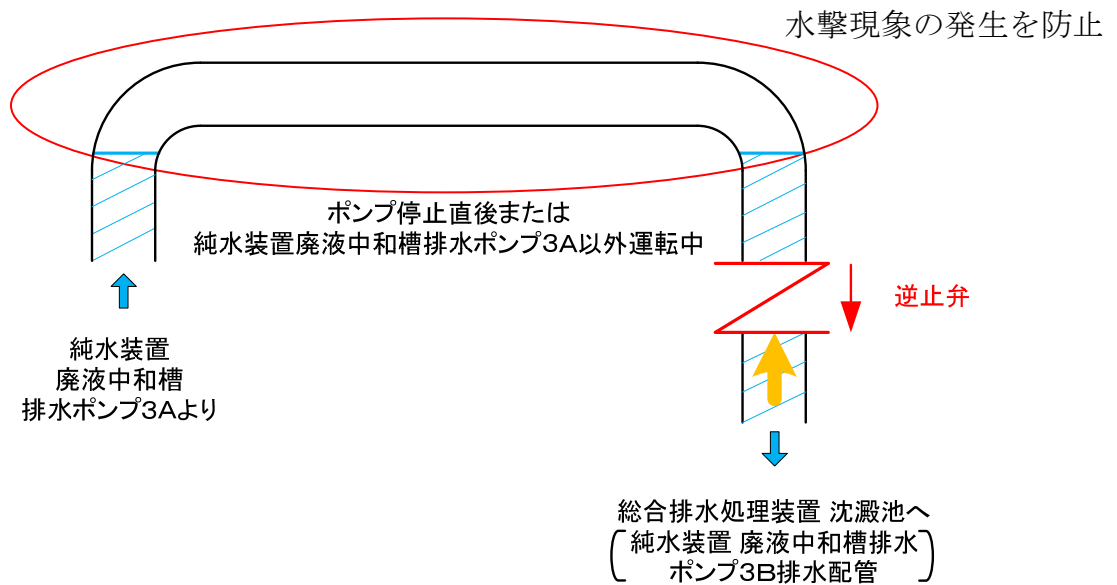 水撃現象の発生を防止
ポンプ停止直後または
純水装置廃液中和槽排水ポンプ3A以外運転中
逆止弁
純水装置
廃液中和槽
排水ポンプ3Aより
総合排水処理装置 沈澱池へ
純水装置 廃液中和槽排水
ポンプ3B排水配管